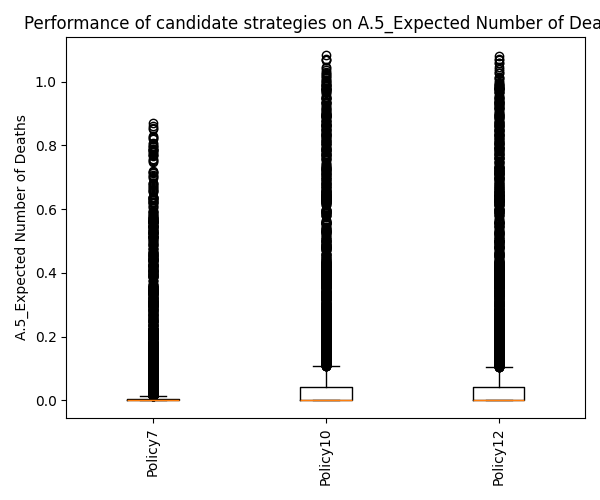 Performance of candidate strategies on A.5_Expected Number of Dea
A.5_Expected Number of Deaths
1.0
0.8
0.6
0.4
0.2
0.0
Policy7
Policy10
Policy12